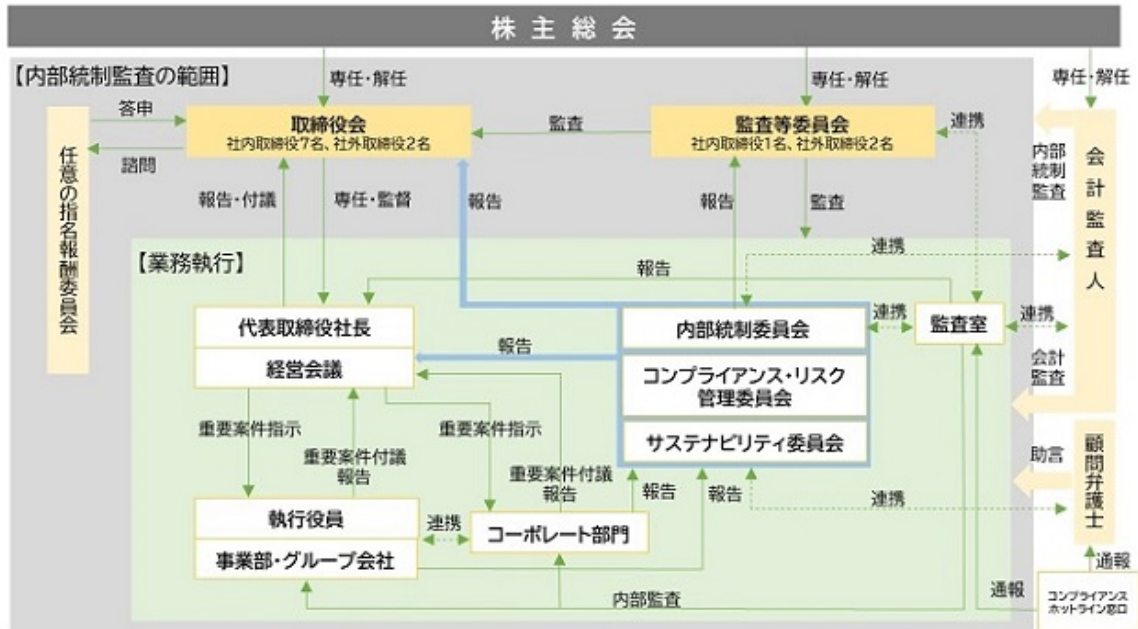 株主総会
【内部統制監査の範囲】
専任・解任
専任・解任
専任・解任
答申
諮問
任意の指名報酬委員会
取締役会
社内取締役7名、社外取締役2名
監査
監査等委員会
社内取締役1名、社外取締役2名
連携
内部
統制
監査
会計監査人
報告・付議
専任・監督
報告
報告
監査
【業務執行】
連携
報告
代表取締役社長
経営会議
報告
内部統制委員会
コンプライアンス・リスク
管理委員会
サステナビリティ委員会
連携
監査室
連携
会計
監査
重要案件指示
重要案件付議
報告
重要案件指示
重要案件付議
報告
報告
報告
連携
助言
顧問弁護士
執行役員
事業部・グループ会社
連携
コーポレート部門
内部監査
通報
通報
コンプライアンス
ホットライン窓口